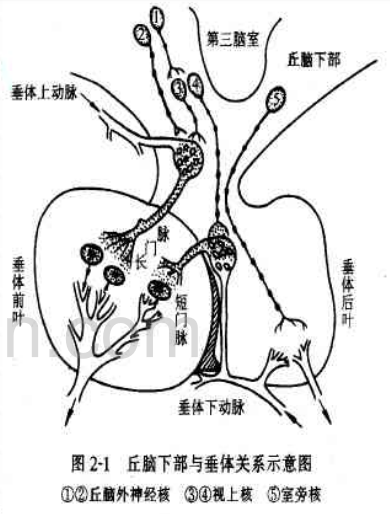 ①
②
第三脑室
丘脑下部
③
④
⑤
垂体上动脉
长门脉
垂体前叶
短门脉
垂体后叶
n.com
垂体下动脉
图 2-1 丘脑下部与垂体关系示意图
①②丘脑外神经核 ③④视上核 ⑤室旁核